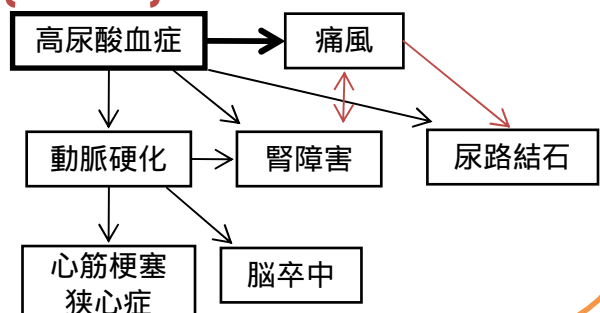 高尿酸血症
痛風
動脈硬化
腎障害
尿路結石
心筋梗塞
狭心症
脳卒中